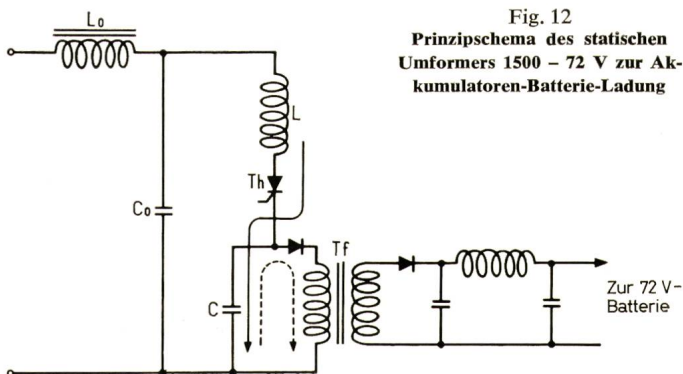 Fig. 12
Prinzipschema des statischen
Umformers 1500 – 72 V zur Ak-
kumulatoren-Batterie-Ladung
Lo
L
Th
Co
Tf
C
Zur 72 V-
Batterie